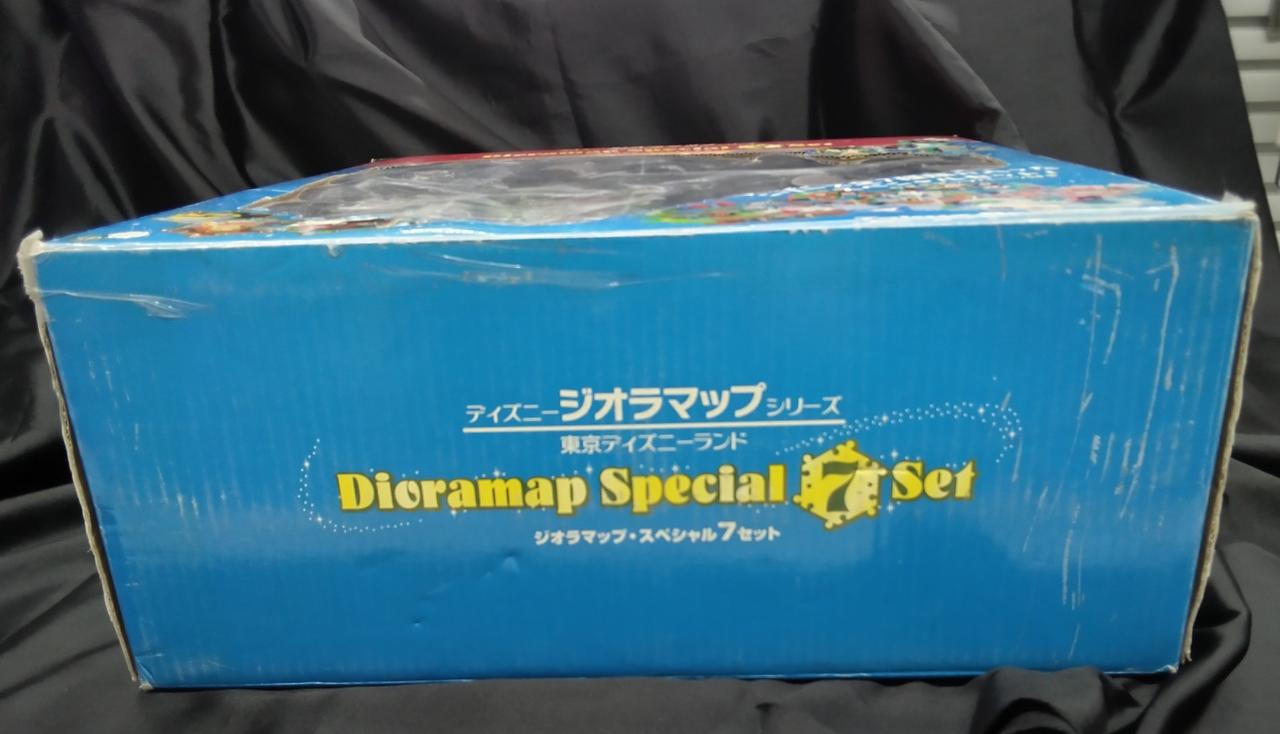 ディズニージオラマップシリーズ
東京ディズニーランド
Dioramap Special 7 Set
ジオラマップ・スペシャル7セット